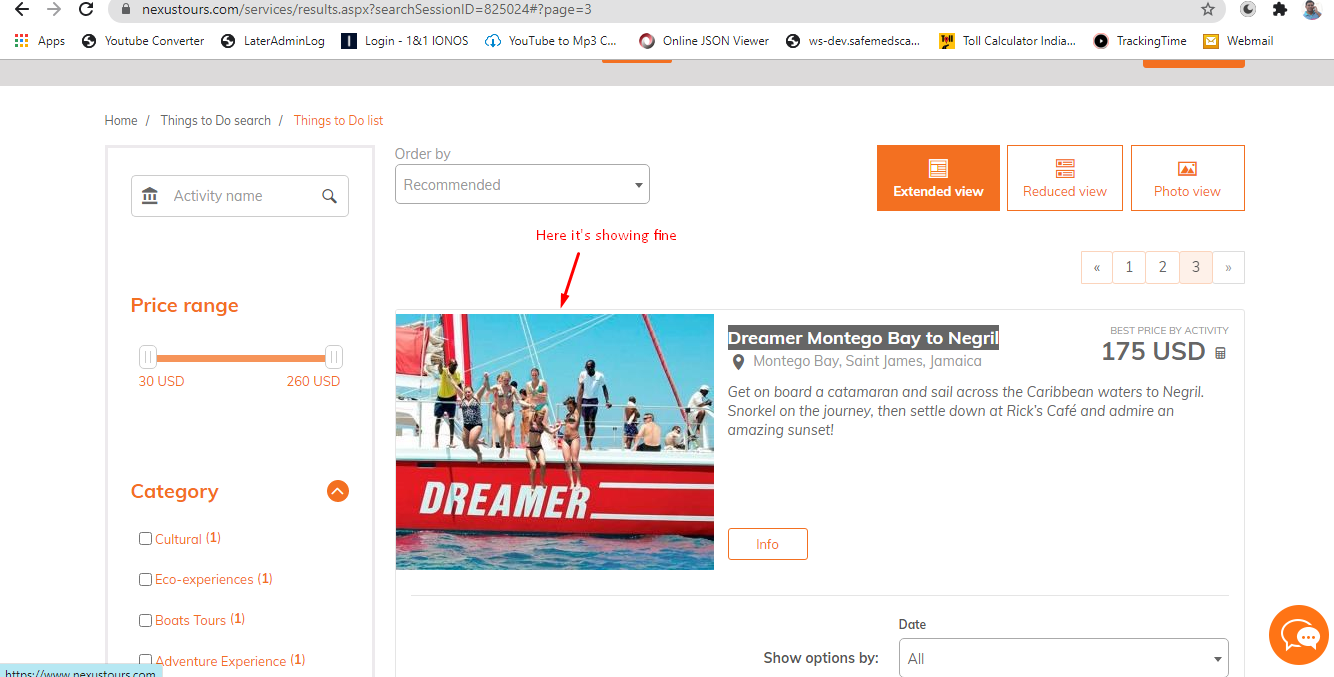 nexustours.com/services/results.aspx?searchSessionID=825024#?page=3
Apps Youtube Converter LaterAdminLog Login - 1&1 IONOS YouTube to Mp3 C... Online JSON Viewer ws-dev.safemedsca... Toll Calculator India... TrackingTime Webmail
Home / Things to Do search / Things to Do list
Activity name
Price range
30 USD 260 USD
Category
Cultural (1)
Eco-experiences (1)
Boats Tours (1)
Adventure Experience (1)
Order by
Recommended
Extended view
Reduced view
Photo view
Here it's showing fine
« 1 2 3 »
DREAMER
Dreamer Montego Bay to Negril
Montego Bay, Saint James, Jamaica
BEST PRICE BY ACTIVITY
175 USD
Get on board a catamaran and sail across the Caribbean waters to Negril.
Snorkel on the journey, then settle down at Rick's Café and admire an
amazing sunset!
Info
Date
Show options by: All
https://www.nexustours.com